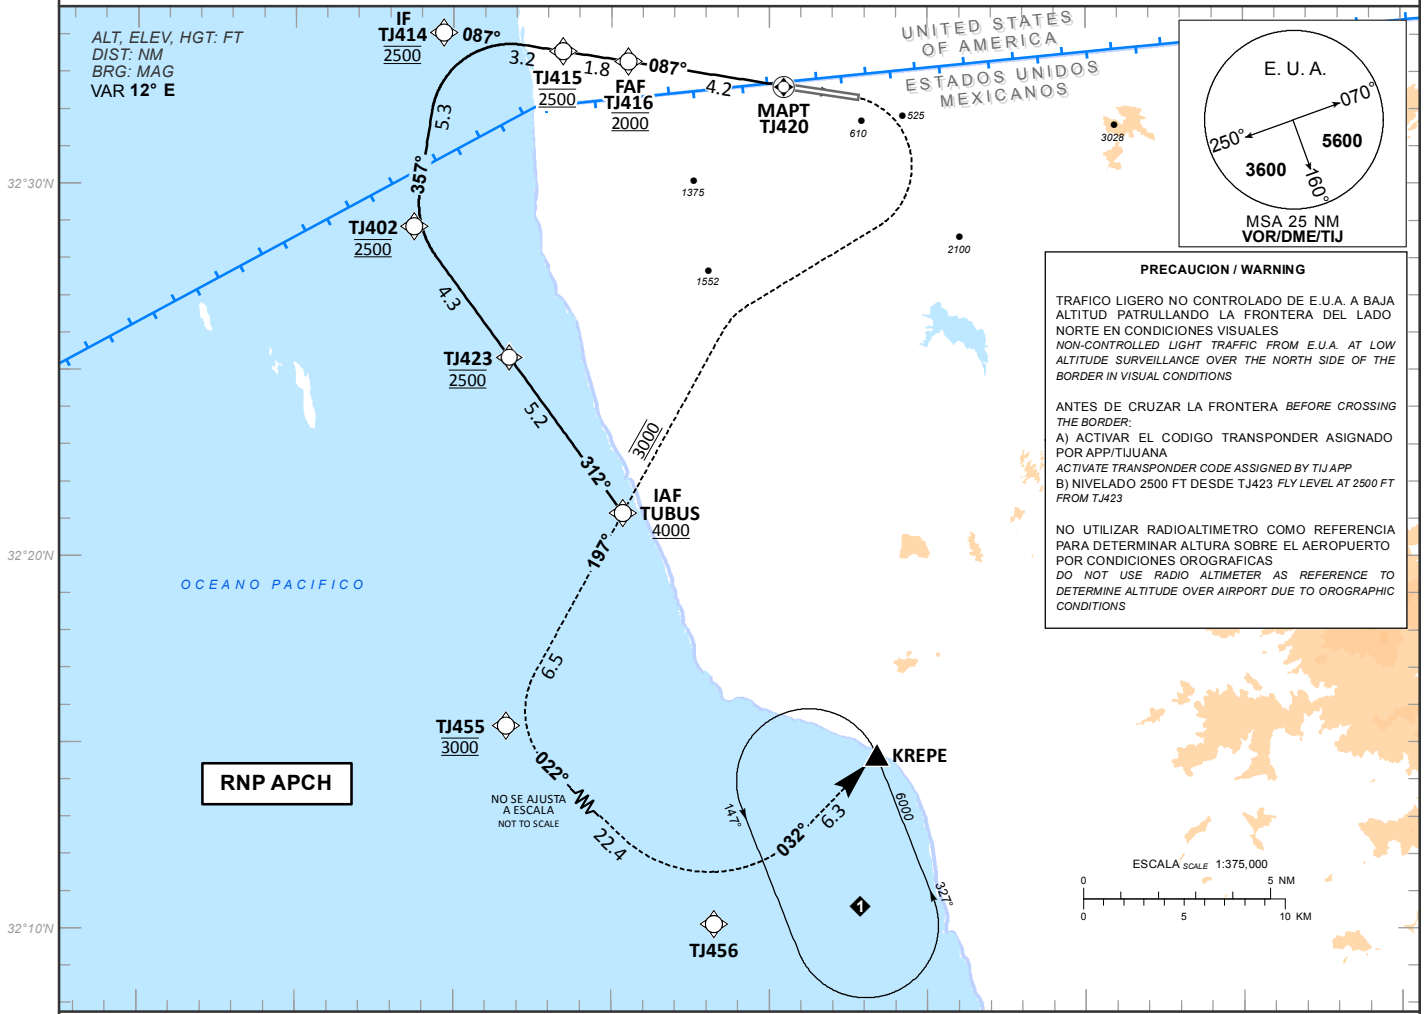 ALT, ELEV, HGT: FT
DIST: NM
BRG: MAG
VAR 12° E
IF
TJ414
2500
087°
3.2
TJ415
2500
1.8
FAF
TJ416
2000
087°
4.2
MAPT
TJ420
UNITED STATES
OF AMERICA
ESTADOS UNIDOS
MEXICANOS
610
525
3028
1375
2100
1552
E. U. A.
070°
250°
5600
3600
160°
MSA 25 NM
VOR/DME/TIJ
5.3
357°
32°30'N
TJ402
2500
4.3
TJ423
2500
5.2
312°
3000
IAF
TUBUS
4000
197°
32°20'N
OCEANO PACIFICO
6.5
TJ455
3000
022°
NO SE AJUSTA
A ESCALA
NOT TO SCALE
22.4
RNP APCH
KREPE
6000
147°
032°
6.3
327°
1
TJ456
32°10'N
PRECAUCION / WARNING
TRAFICO LIGERO NO CONTROLADO DE E.U.A. A BAJA
ALTITUD PATRULLANDO LA FRONTERA DEL LADO
NORTE EN CONDICIONES VISUALES
NON-CONTROLLED LIGHT TRAFFIC FROM E.U.A. AT LOW
ALTITUDE SURVEILLANCE OVER THE NORTH SIDE OF THE
BORDER IN VISUAL CONDITIONS
ANTES DE CRUZAR LA FRONTERA BEFORE CROSSING
THE BORDER:
A) ACTIVAR EL CODIGO TRANSPONDER ASIGNADO
POR APP/TIJUANA
ACTIVATE TRANSPONDER CODE ASSIGNED BY TIJ APP
B) NIVELADO 2500 FT DESDE TJ423 FLY LEVEL AT 2500 FT
FROM TJ423
NO UTILIZAR RADIOALTIMETRO COMO REFERENCIA
PARA DETERMINAR ALTURA SOBRE EL AEROPUERTO
POR CONDICIONES OROGRAFICAS
DO NOT USE RADIO ALTIMETER AS REFERENCE TO
DETERMINE ALTITUDE OVER AIRPORT DUE TO OROGRAPHIC
CONDITIONS
ESCALA SCALE 1:375,000
0 5 NM
0 5 10 KM